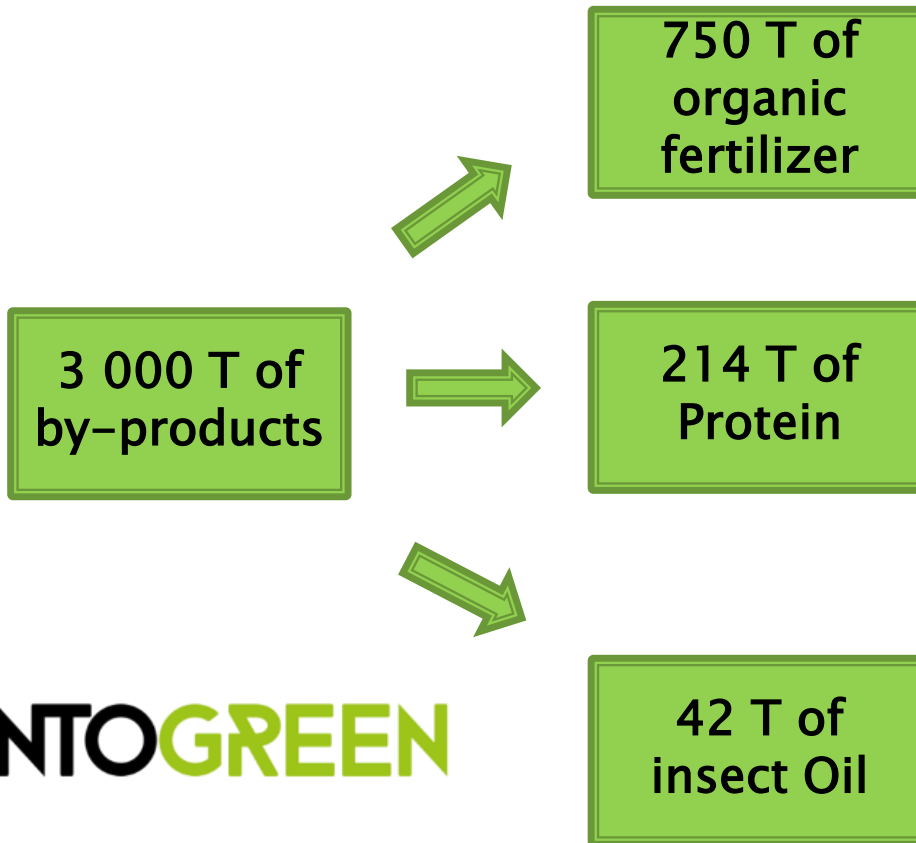 750 T of
organic
fertilizer
3 000 T of
by-products
214 T of
Protein
NTOGREEN
42 T of
insect Oil